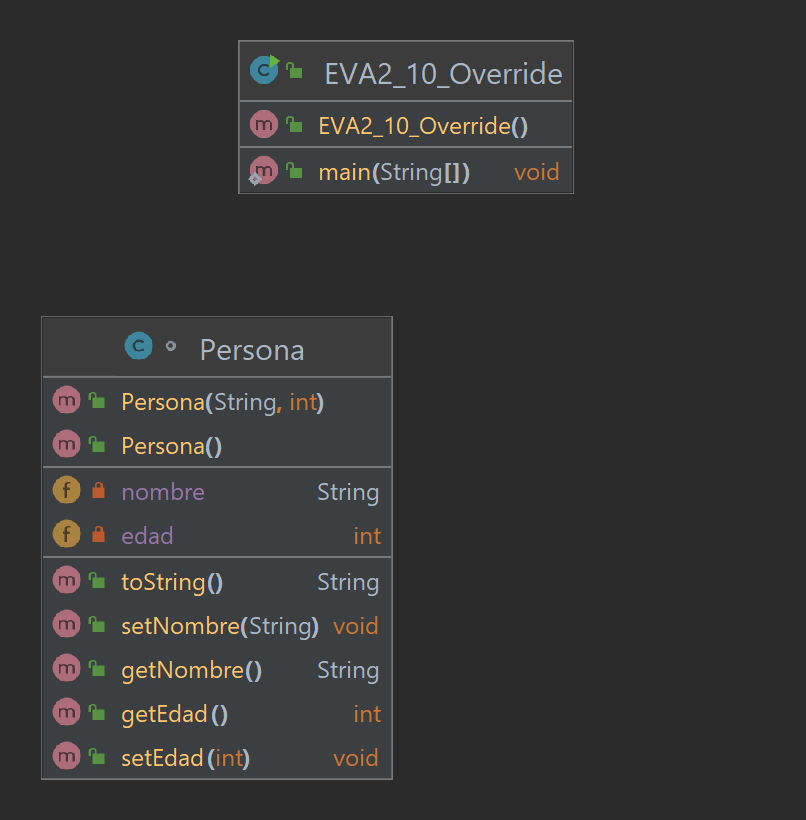 EVA2_10_Override
EVA2_10_Override()
main(String[]) void
Persona
Persona(String, int)
Persona()
nombre String
edad int
toString() String
setNombre(String) void
getNombre() String
getEdad() int
setEdad(int) void